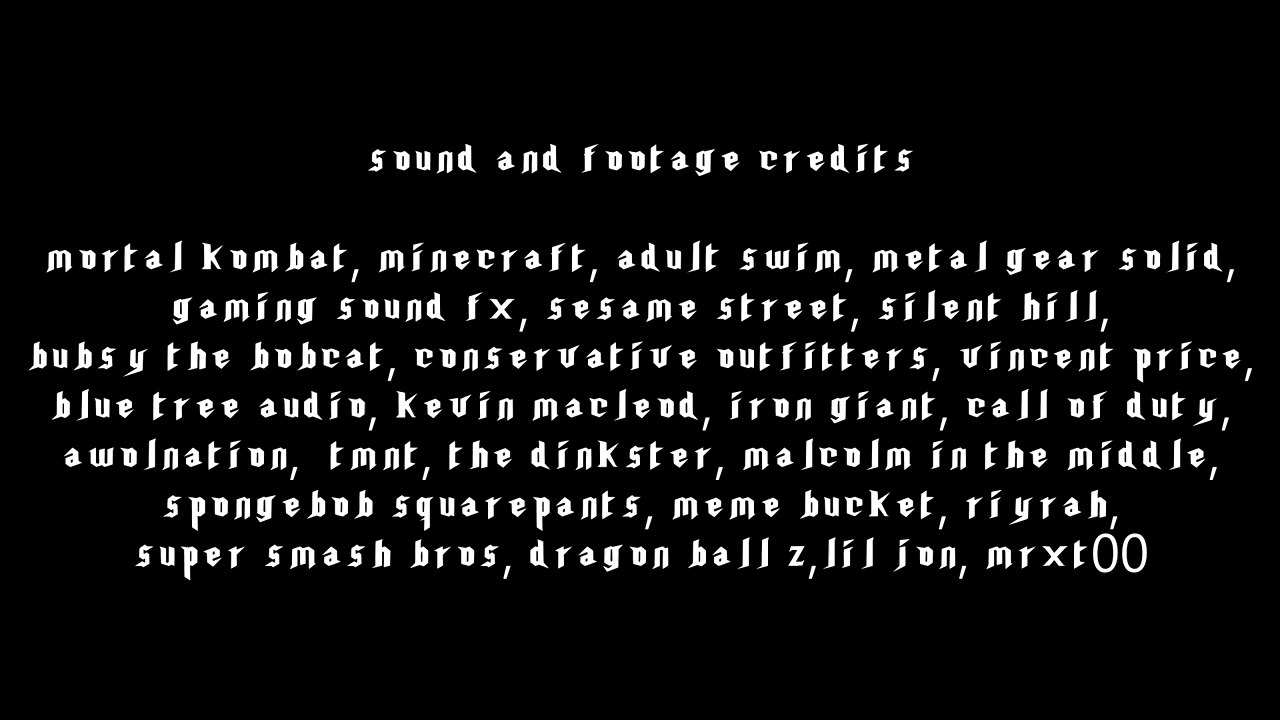 sound and footage credits
mortal kombat, minecraft, adult swim, metal gear solid,
gaming sound fx, sesame street, silent hill,
bubsy the bobcat, conservative outfitters, vincent price,
blue tree audio, kevin macleod, iron giant, call of duty,
awolnation, tmnt, the dinkster, malcolm in the middle,
spongebob squarepants, meme bucket, riyrah,
super smash bros, dragon ball z,lil jon, mrxt00